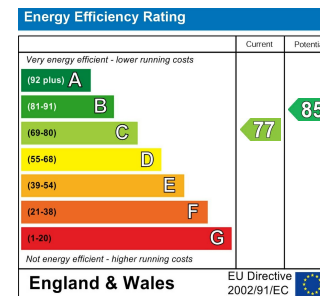 Energy Efficiency Rating
Current Potentia
Very energy efficient - lower running costs
(92 plus) A
(81-91) B
(69-80) C
(55-68) D
(39-54) E
(21-38) F
(1-20) G
77
85
Not energy efficient - higher running costs
England & Wales
EU Directive
2002/91/EC